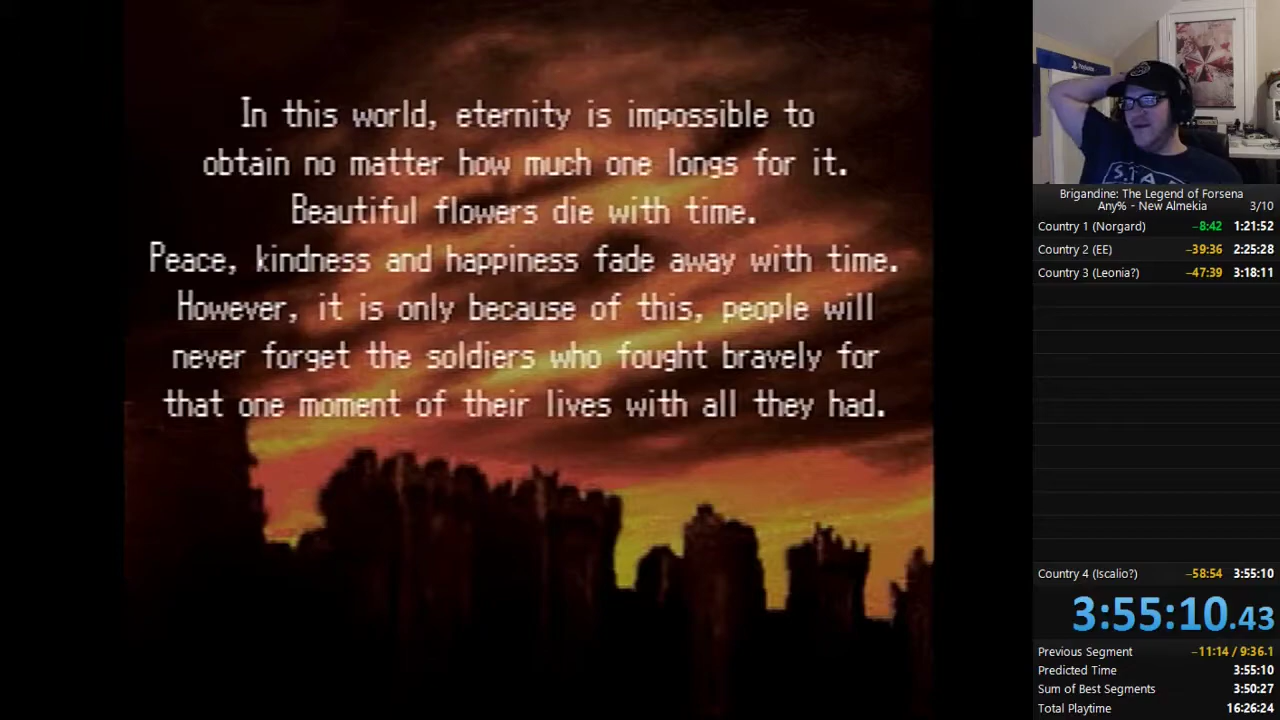 In this world, eternity is impossible to
obtain no matter how much one longs for it.
Beautiful flowers die with time.
Peace, kindness and happiness fade away with time.
However, it is only because of this, people will
never forget the soldiers who fought bravely for
that one moment of their lives with all they had.
Brigandine: The Legend of Forsena
Any% - New Almekia 3/10
Country 1 (Norgard) −8:42 1:21:52
Country 2 (EE) −39:36 2:25:28
Country 3 (Leonia?) −47:39 3:18:11
Country 4 (Iscalio?) −58:54 3:55:10
3:55:10.43
Previous Segment −11:14 / 9:36.1
Predicted Time 3:55:10
Sum of Best Segments 3:50:27
Total Playtime 16:26:24